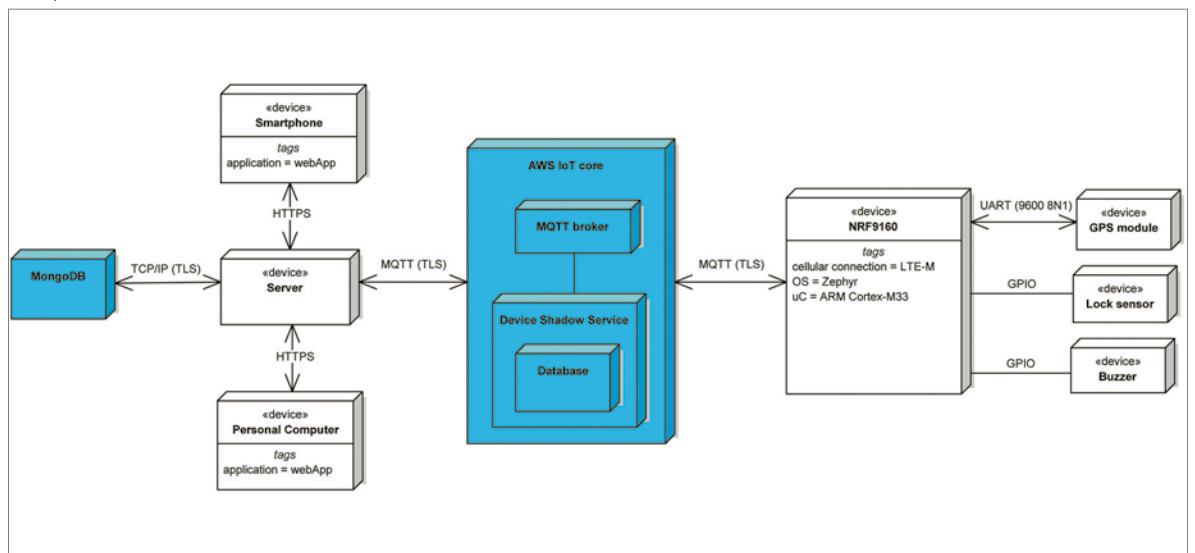 «device»
Smartphone
tags
application = webApp
HTTPS
MongoDB
TCP/IP (TLS)
«device»
Server
MQTT (TLS)
HTTPS
«device»
Personal Computer
tags
application = webApp
AWS IoT core
MQTT broker
Device Shadow Service
Database
MQTT (TLS)
«device»
NRF9160
tags
cellular connection = LTE-M
OS = Zephyr
uC = ARM Cortex-M33
UART (9600 8N1)
«device»
GPS module
GPIO
«device»
Lock sensor
GPIO
«device»
Buzzer